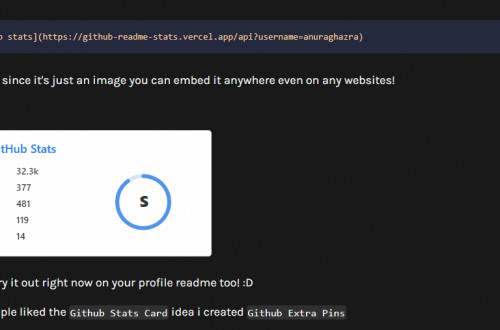 b stats](https://github-readme-stats.vercel.app/api?username=anuraghazra)
since it's just an image you can embed it anywhere even on any websites!
tHub Stats
32.3k
377
481
119
14
S
ry it out right now on your profile readme too! :D
ple liked the Github Stats Card idea i created Github Extra Pins